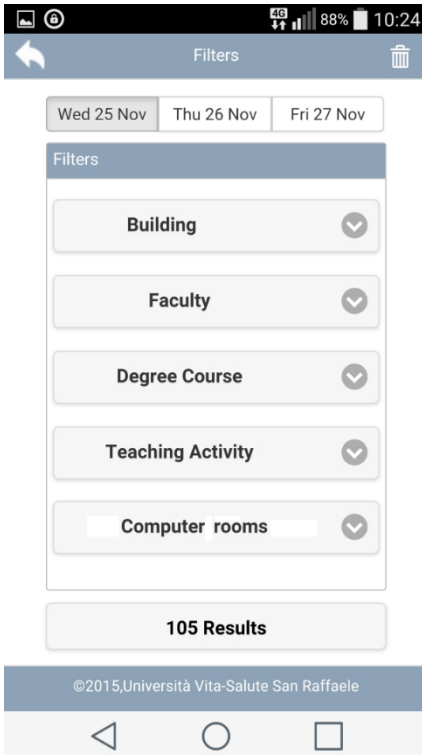 4G 88% 10:24
Filters
Wed 25 Nov Thu 26 Nov Fri 27 Nov
Filters
Building
Faculty
Degree Course
Teaching Activity
Computer rooms
105 Results
©2015,Università Vita-Salute San Raffaele